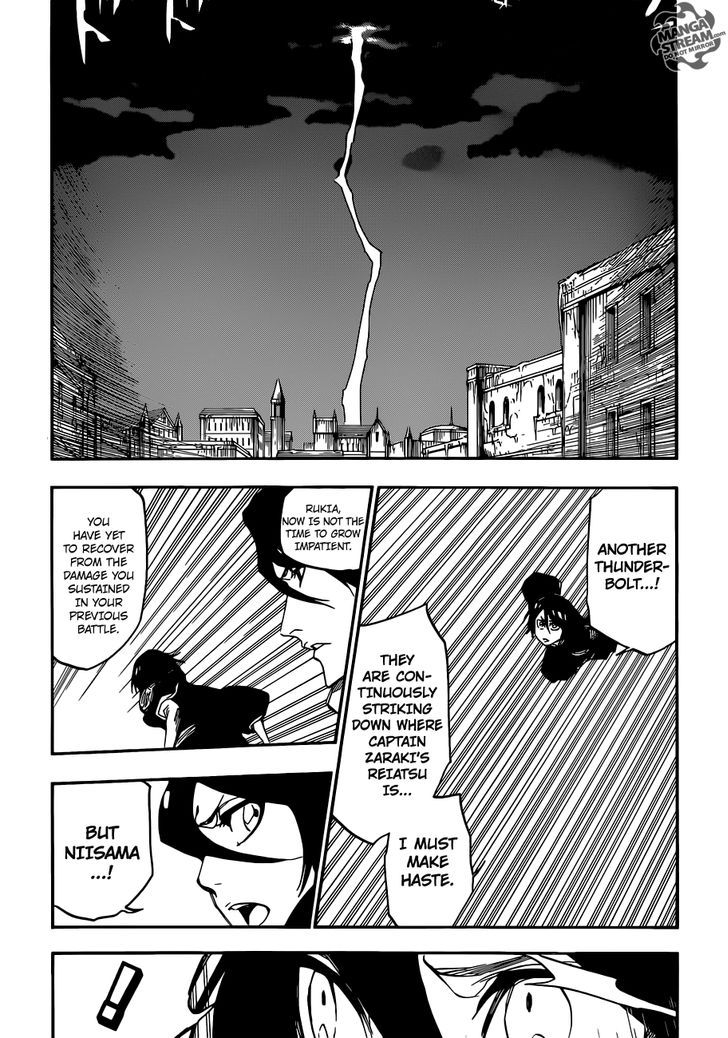 MANGA
STREAM.com
DO NOT MIRROR
ANOTHER
THUNDER-
BOLT...!
THEY
ARE CON-
TINUOUSLY
STRIKING
DOWN WHERE
CAPTAIN
ZARAKI'S
REIATSU
IS...
I MUST
MAKE
HASTE.
RUKIA,
NOW IS NOT THE
TIME TO GROW
IMPATIENT.
YOU
HAVE YET
TO RECOVER
FROM THE
DAMAGE YOU
SUSTAINED
IN YOUR
PREVIOUS
BATTLE.
BUT
NIISAMA
...!
!